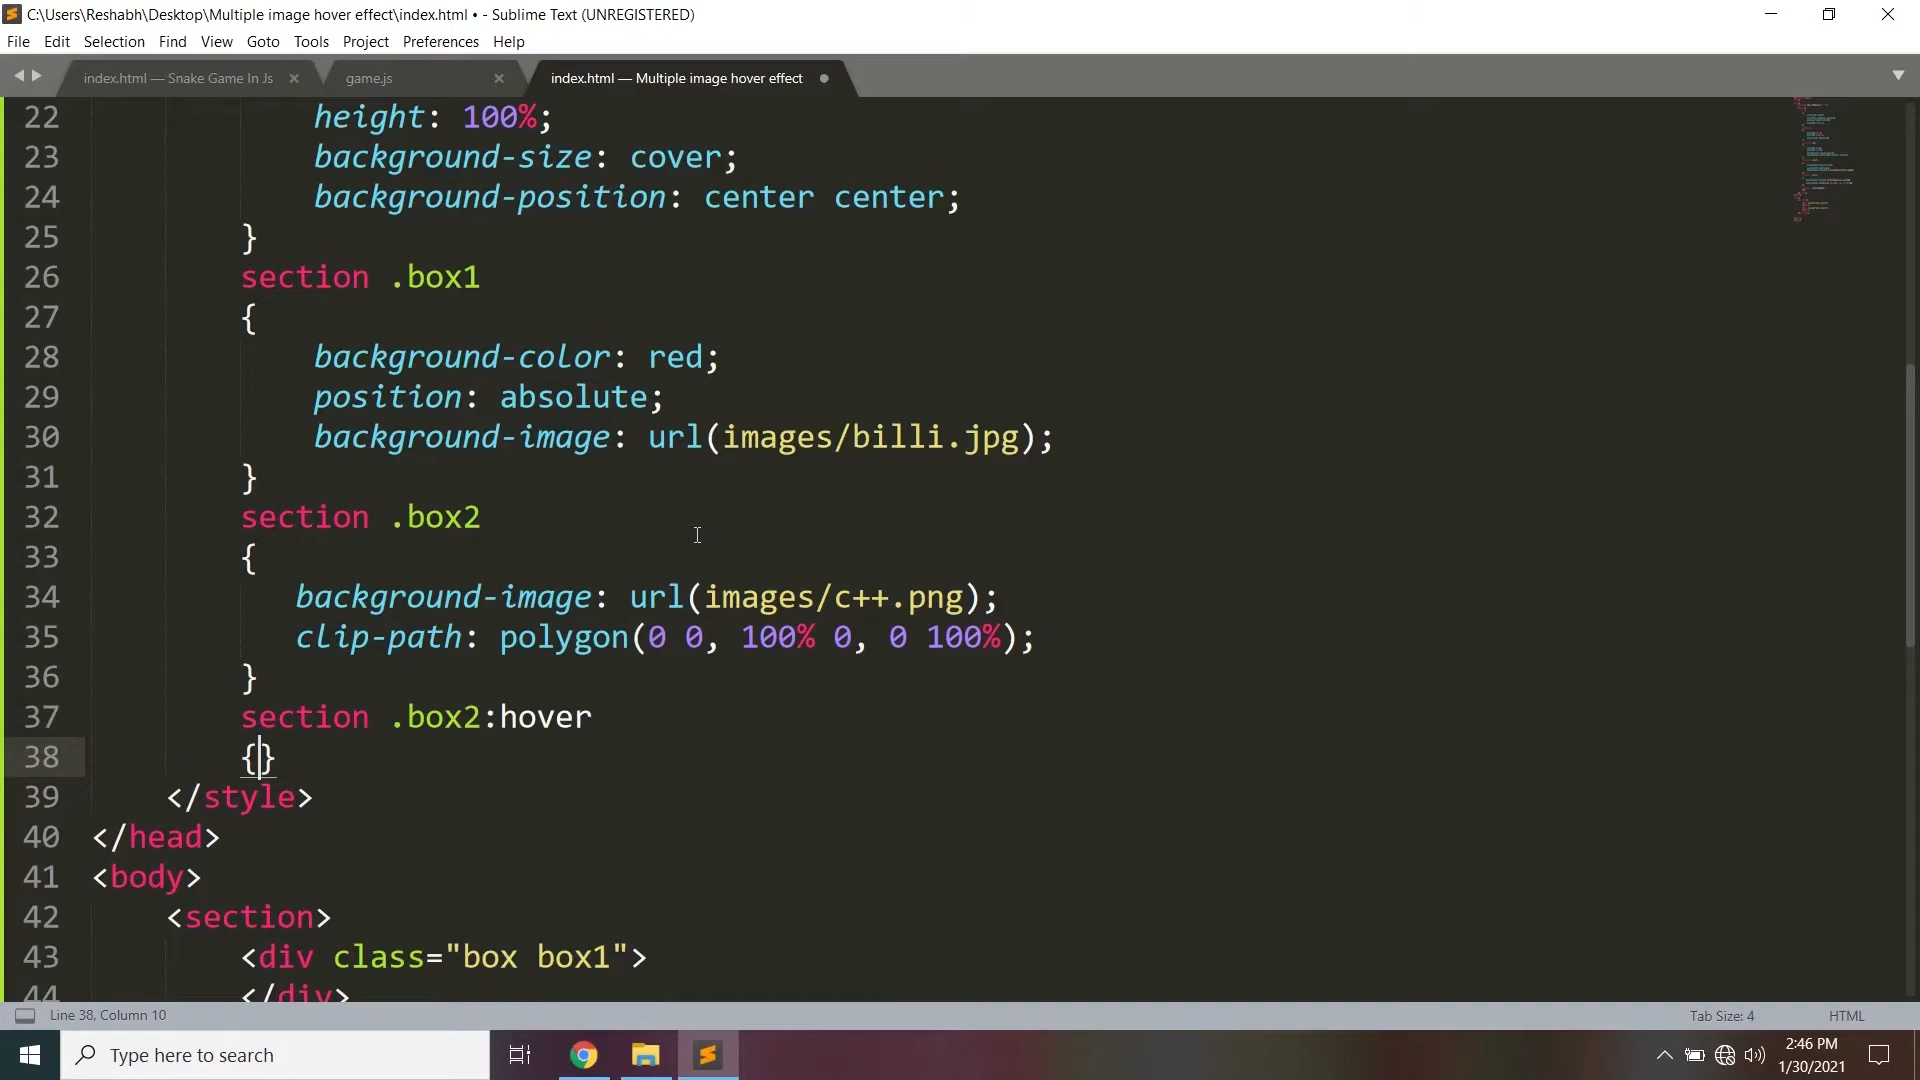 C:\Users\Reshabh\Desktop\Multiple image hover effect\index.html • - Sublime Text (UNREGISTERED)
File Edit Selection Find View Goto Tools Project Preferences Help
index.html — Snake Game In Js game.js index.html — Multiple image hover effect
22 height: 100%;
23 background-size: cover;
24 background-position: center center;
25 }
26 section .box1
27 {
28 background-color: red;
29 position: absolute;
30 background-image: url(images/billi.jpg);
31 }
32 section .box2
33 {
34 background-image: url(images/c++.png);
35 clip-path: polygon(0 0, 100% 0, 0 100%);
36 }
37 section .box2:hover
38 {}
39 </style>
40 </head>
41 <body>
42 <section>
43 <div class="box box1">
44 </div>
Line 38, Column 10 Tab Size: 4 HTML
Type here to search
2:46 PM
1/30/2021